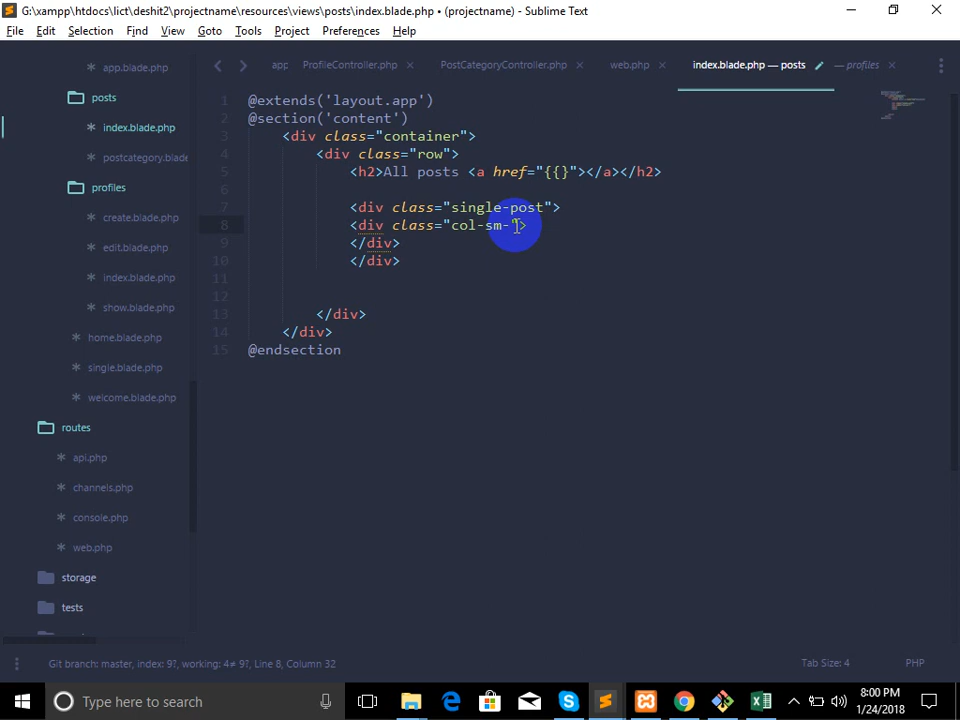 G:\xampp\htdocs\lict\deshit2\projectname\resources\views\posts\index.blade.php • (projectname) - Sublime Text
File Edit Selection Find View Goto Tools Project Preferences Help
app ProfileController.php PostCategoryController.php web.php index.blade.php — posts — profiles
app.blade.php
posts
index.blade.php
postcategory.blade
profiles
create.blade.php
edit.blade.php
index.blade.php
show.blade.php
home.blade.php
single.blade.php
welcome.blade.php
routes
api.php
channels.php
console.php
web.php
storage
tests
1 @extends('layout.app')
2 @section('content')
3 <div class="container">
4 <div class="row">
5 <h2>All posts <a href="{{}"></a></h2>
6
7 <div class="single-post">
8 <div class="col-sm-">
9 </div>
10 </div>
11
12
13 </div>
14 </div>
15 @endsection
Git branch: master, index: 9?, working: 4≠ 9?, Line 8, Column 32
Tab Size: 4
PHP
Type here to search
8:00 PM
1/24/2018